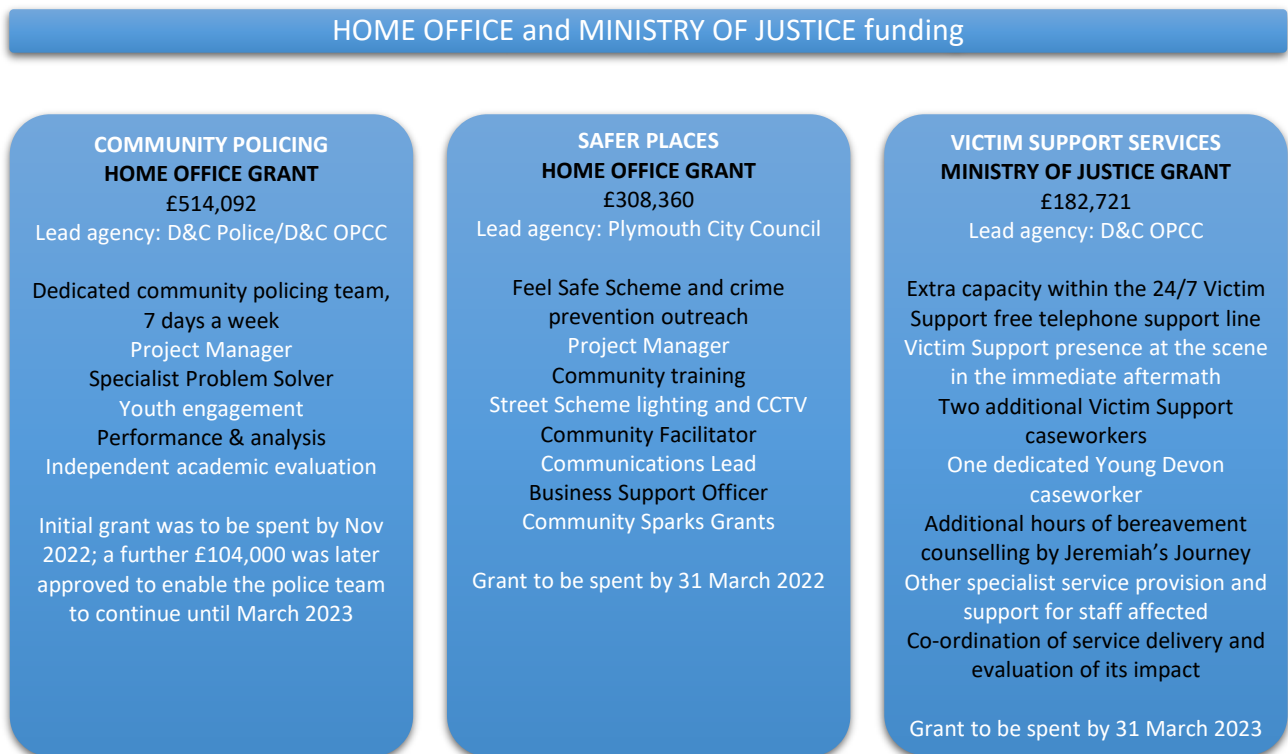 HOME OFFICE and MINISTRY OF JUSTICE funding
COMMUNITY POLICING
HOME OFFICE GRANT
£514,092
Lead agency: D&C Police/D&C OPCC
Dedicated community policing team,
7 days a week
Project Manager
Specialist Problem Solver
Youth engagement
Performance & analysis
Independent academic evaluation
Initial grant was to be spent by Nov
2022; a further £104,000 was later
approved to enable the police team
to continue until March 2023
SAFER PLACES
HOME OFFICE GRANT
£308,360
Lead agency: Plymouth City Council
Feel Safe Scheme and crime
prevention outreach
Project Manager
Community training
Street Scheme lighting and CCTV
Community Facilitator
Communications Lead
Business Support Officer
Community Sparks Grants
Grant to be spent by 31 March 2022
VICTIM SUPPORT SERVICES
MINISTRY OF JUSTICE GRANT
£182,721
Lead agency: D&C OPCC
Extra capacity within the 24/7 Victim
Support free telephone support line
Victim Support presence at the scene
in the immediate aftermath
Two additional Victim Support
caseworkers
One dedicated Young Devon
caseworker
Additional hours of bereavement
counselling by Jeremiah’s Journey
Other specialist service provision and
support for staff affected
Co-ordination of service delivery and
evaluation of its impact
Grant to be spent by 31 March 2023